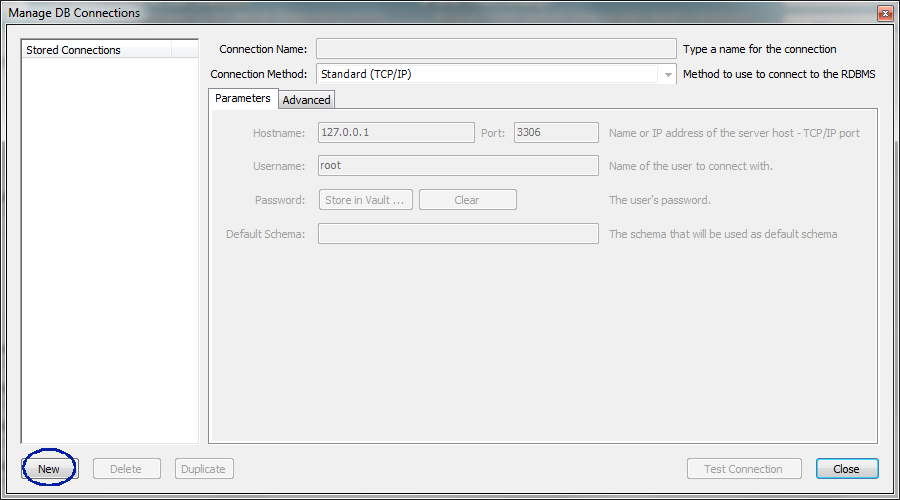 Manage DB Connections
Stored Connections
Connection Name: Type a name for the connection
Connection Method: Standard (TCP/IP) Method to use to connect to the RDBMS
Parameters Advanced
Hostname: 127.0.0.1 Port: 3306 Name or IP address of the server host - TCP/IP port
Username: root Name of the user to connect with.
Password: Store in Vault ... Clear The user's password.
Default Schema: The schema that will be used as default schema
New Delete Duplicate Test Connection Close